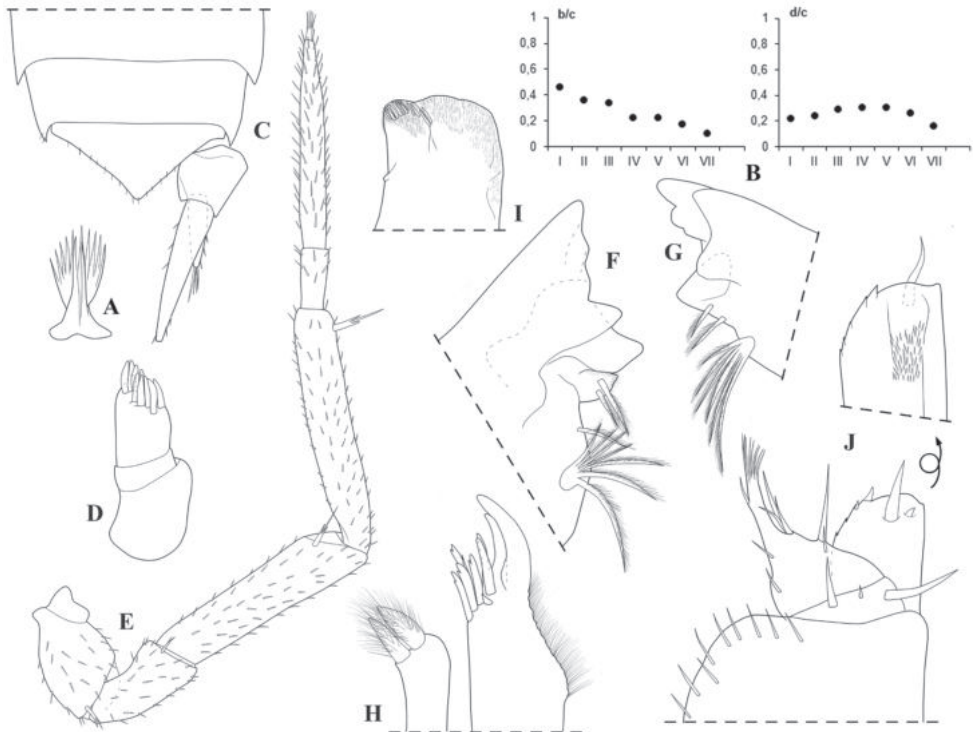 b/c
1
0,8
0,6
0,4
0,2
0
I II III IV V VI VII
d/c
1
0,8
0,6
0,4
0,2
0
I II III IV V VI VII
B
C
I
F
G
A
J
D
E
H